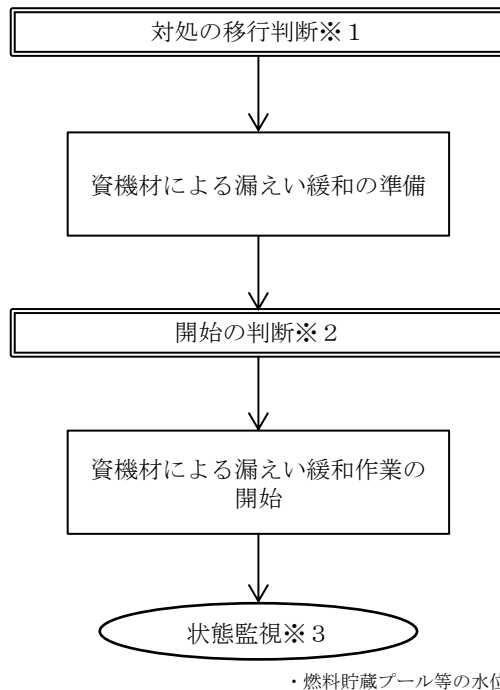 対処の移行判断※１
資機材による漏えい緩和の準備
開始の判断※２
資機材による漏えい緩和作業の
開始
状態監視※３
・燃料貯蔵プール等の水位